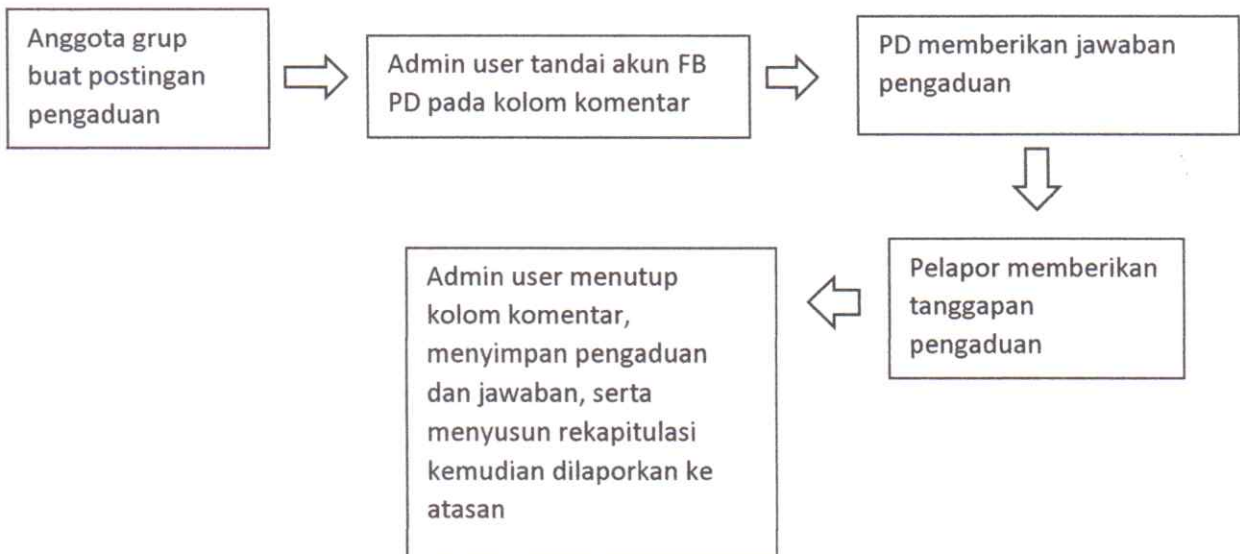 Anggota grup
buat postingan
pengaduan
Admin user tandai akun FB
PD pada kolom komentar
PD memberikan jawaban
pengaduan
Pelapor memberikan
tanggapan
pengaduan
Admin user menutup
kolom komentar,
menyimpan pengaduan
dan jawaban, serta
menyusun rekapitulasi
kemudian dilaporkan ke
atasan